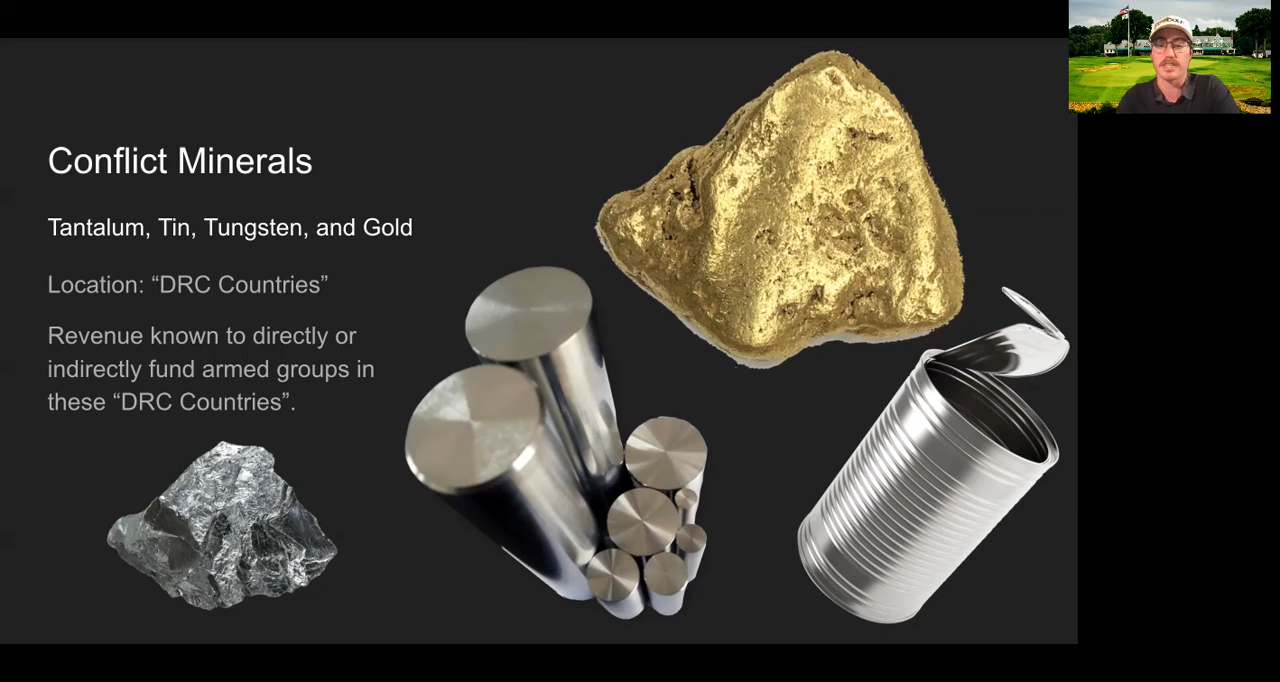 Conflict Minerals
Tantalum, Tin, Tungsten, and Gold
Location: “DRC Countries”
Revenue known to directly or
indirectly fund armed groups in
these “DRC Countries”.